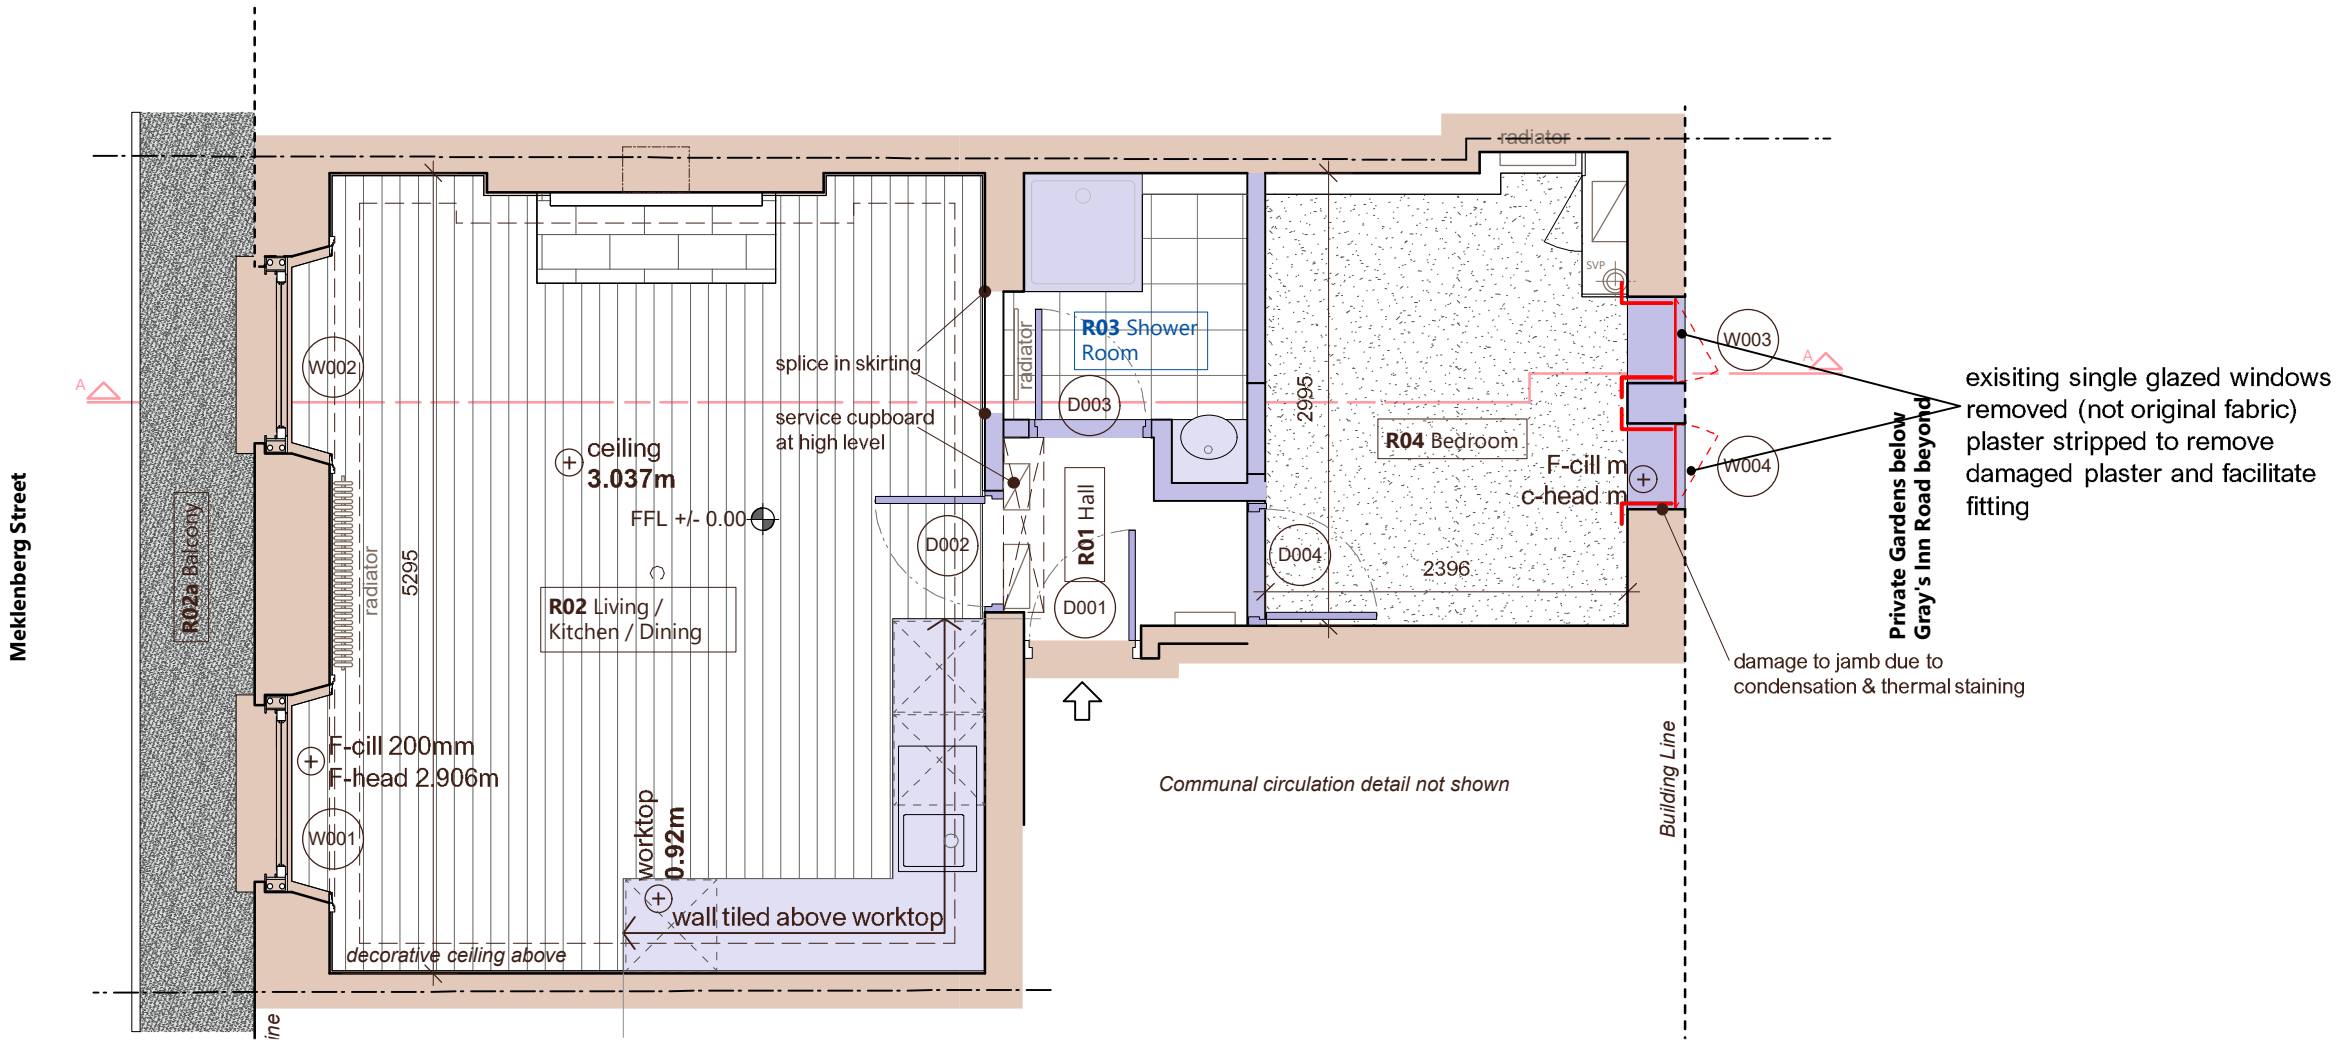 radiator
SVP
R03 Shower
Room
radiator
W003
W002
A
A
splice in skirting
service cupboard
at high level
D003
2995
R04 Bedroom
exisiting single glazed windows
removed (not original fabric)
plaster stripped to remove
damaged plaster and facilitate
fitting
ceiling
3.037m
F-cill m
c-head m
W004
FFL +/- 0.00
Meklenberg Street
R02a Balcony
radiator
5295
D002
R01 Hall
D004
2396
Private Gardens below
Gray's Inn Road beyond
R02 Living /
Kitchen / Dining
D001
damage to jamb due to
condensation & thermal staining
F-cill 200mm
F-head 2.906m
W001
worktop
0.92m
Communal circulation detail not shown
Building Line
wall tiled above worktop
decorative ceiling above
ine